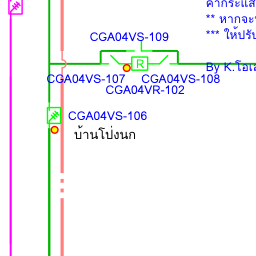 ค่ากระแส
** หากจะ
*** ให้ปรับ
CGA04VS-109
By K.โอเล
CGA04VS-107
CGA04VS-108
R
CGA04VR-102
CGA04VS-106
บ้านโป่งนก